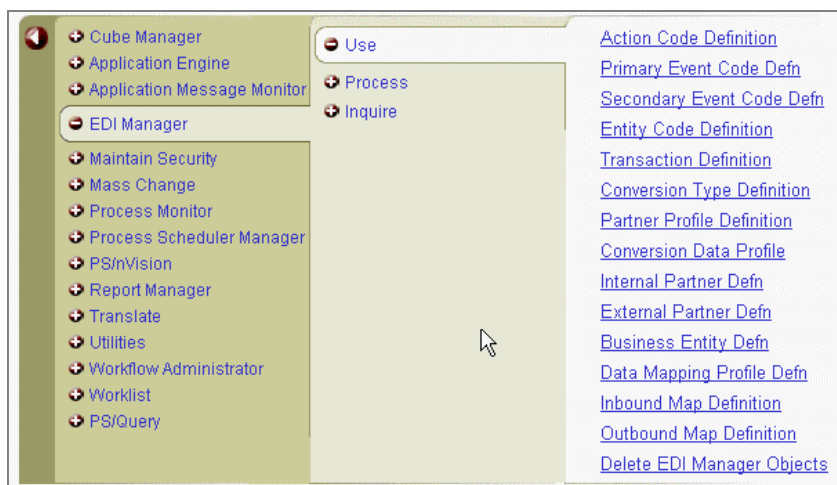 Cube Manager
Application Engine
Application Message Monitor
EDI Manager
Maintain Security
Mass Change
Process Monitor
Process Scheduler Manager
PS/nVision
Report Manager
Translate
Utilities
Workflow Administrator
Worklist
PS/Query
Use
Process
Inquire
Action Code Definition
Primary Event Code Defn
Secondary Event Code Defn
Entity Code Definition
Transaction Definition
Conversion Type Definition
Partner Profile Definition
Conversion Data Profile
Internal Partner Defn
External Partner Defn
Business Entity Defn
Data Mapping Profile Defn
Inbound Map Definition
Outbound Map Definition
Delete EDI Manager Objects